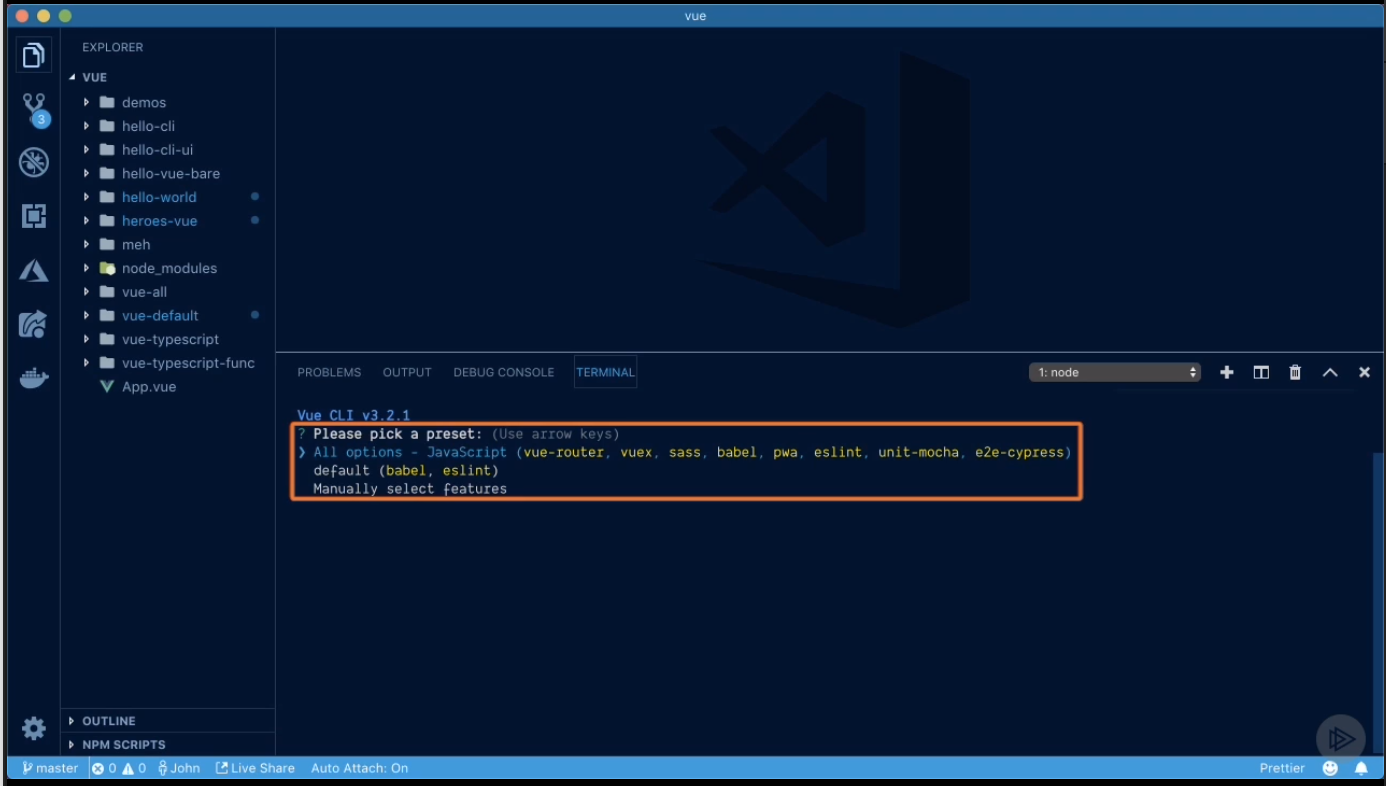 vue
EXPLORER
VUE
demos
hello-cli
hello-cli-ui
hello-vue-bare
hello-world
heroes-vue
meh
node_modules
vue-all
vue-default
vue-typescript
vue-typescript-func
App.vue
OUTLINE
NPM SCRIPTS
3
PROBLEMS OUTPUT DEBUG CONSOLE TERMINAL 1: node
Vue CLI v3.2.1
? Please pick a preset: (Use arrow keys)
❯ All options - JavaScript (vue-router, vuex, sass, babel, pwa, eslint, unit-mocha, e2e-cypress)
default (babel, eslint)
Manually select features
master 0 0 John Live Share Auto Attach: On Prettier